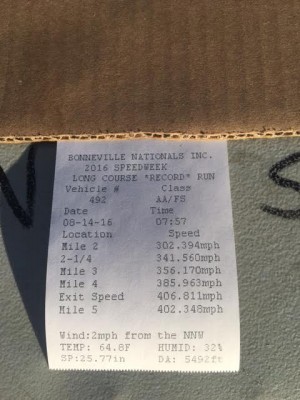 BONNEVILLE NATIONALS INC.
2016 SPEEDWEEK
LONG COURSE *RECORD* RUN
Vehicle # Class
492 AA/FS
Date Time
08-14-16 07:57
Location Speed
Mile 2 302.394mph
2-1/4 341.560mph
Mile 3 356.170mph
Mile 4 385.963mph
Exit Speed 406.811mph
Mile 5 402.348mph
Wind:2mph from the NNW
TEMP: 64.8F HUMID: 32%
SP:25.77in DA: 5492ft